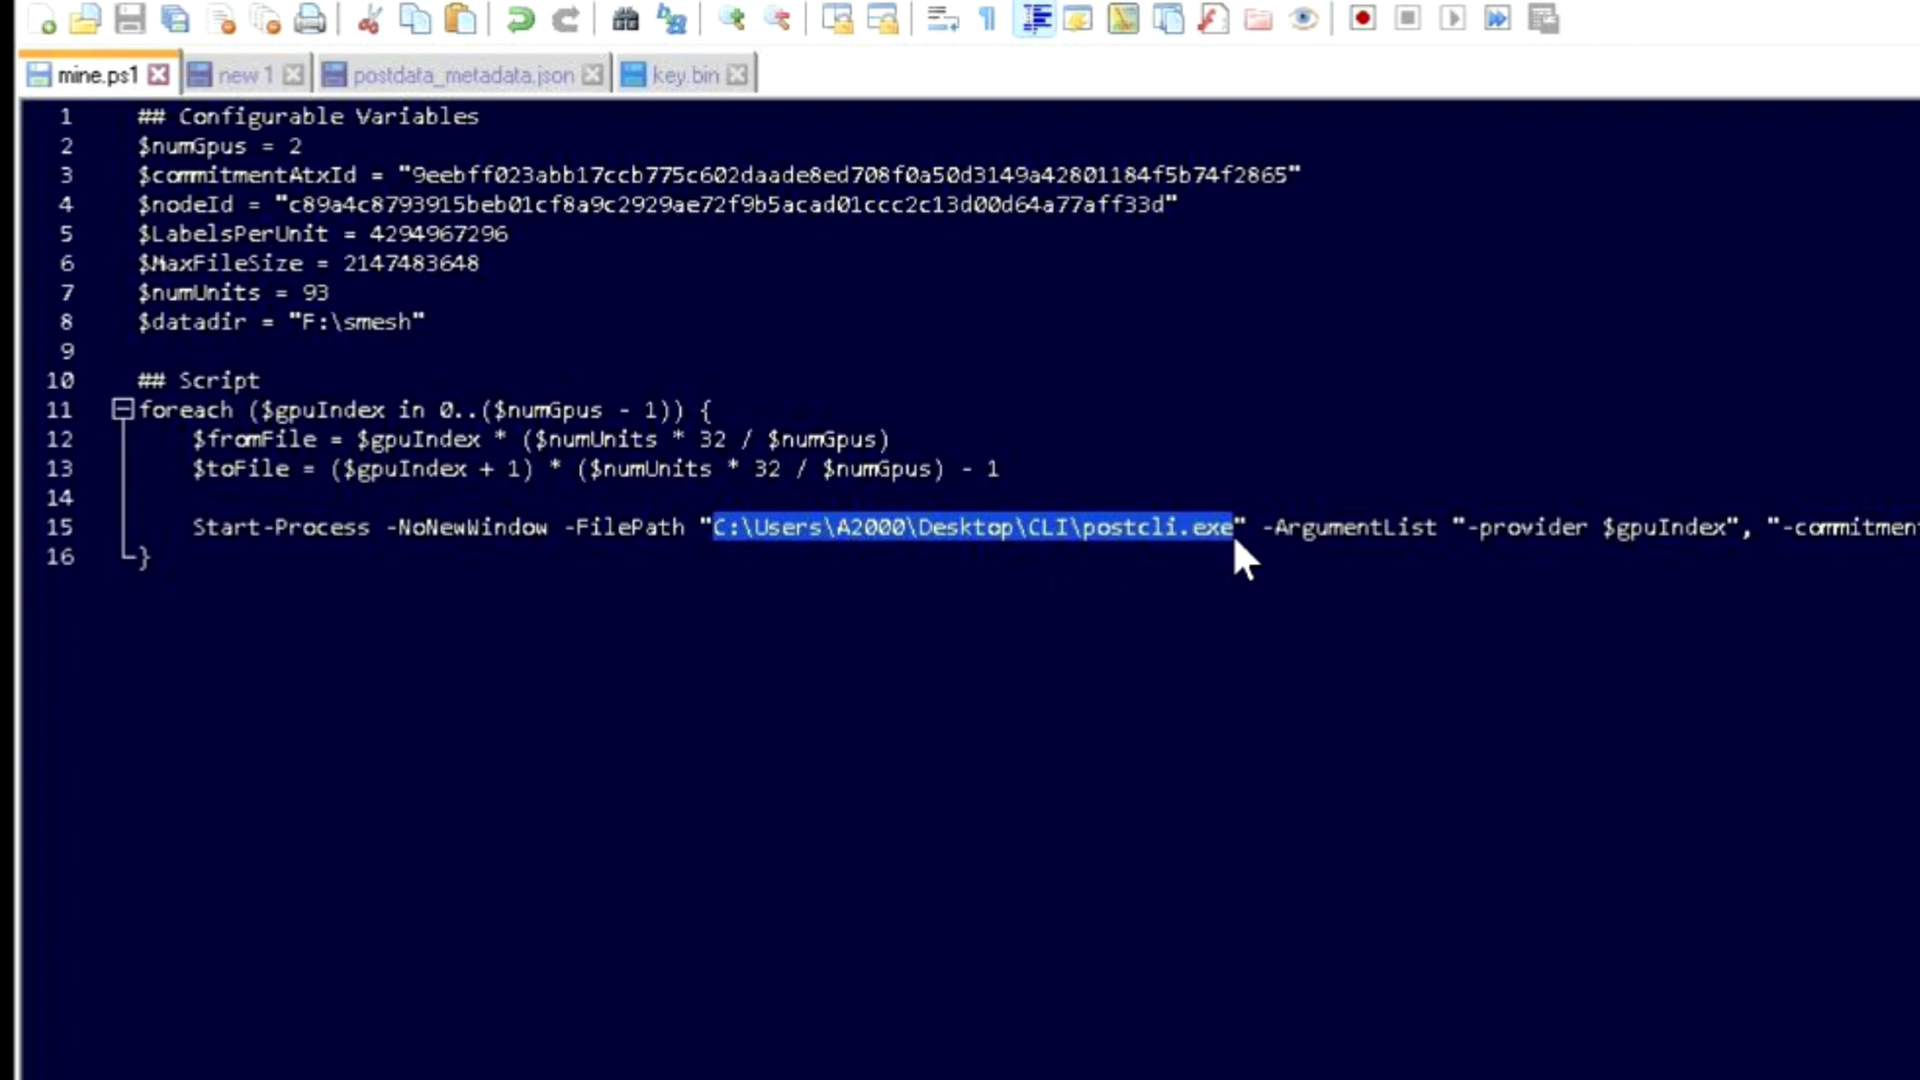 mine.ps1 new 1 postdata_metadata.json key.bin
1 ## Configurable Variables
2 $numGpus = 2
3 $commitmentAtxId = "9eebff023abb17ccb775c602daade8ed708f0a50d3149a42801184f5b74f2865"
4 $nodeId = "c89a4c8793915beb01cf8a9c2929ae72f9b5acad01ccc2c13d00d64a77aff33d"
5 $LabelsPerUnit = 4294967296
6 $MaxFileSize = 2147483648
7 $numUnits = 93
8 $datadir = "F:\smesh"
9
10 ## Script
11 foreach ($gpuIndex in 0..($numGpus - 1)) {
12 $fromFile = $gpuIndex * ($numUnits * 32 / $numGpus)
13 $toFile = ($gpuIndex + 1) * ($numUnits * 32 / $numGpus) - 1
14
15 Start-Process -NoNewWindow -FilePath "C:\Users\A2000\Desktop\CLI\postcli.exe" -ArgumentList "-provider $gpuIndex", "-commitmen
16 }